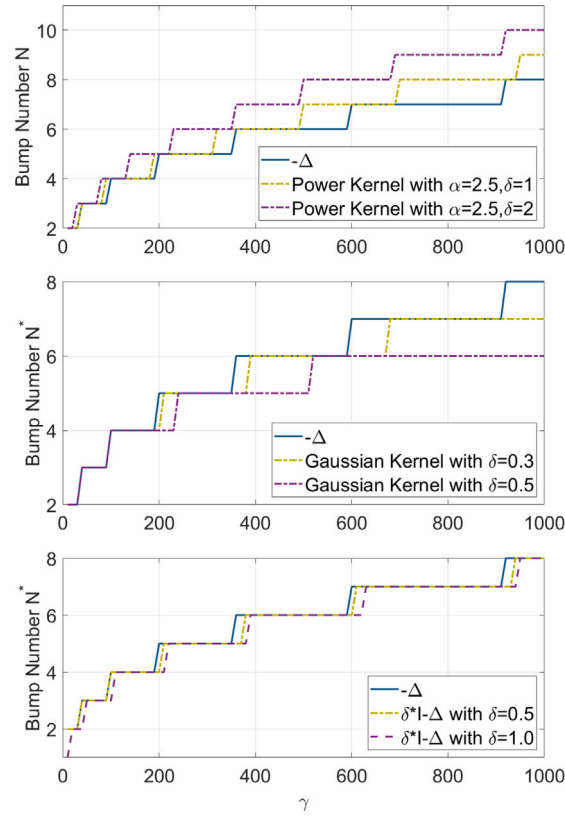 Bump Number N
10
8
6
4
2
0
200
400
600
800
1000
-Δ
Power Kernel with α=2.5,δ=1
Power Kernel with α=2.5,δ=2
Bump Number N*
8
6
4
2
0
200
400
600
800
1000
-Δ
Gaussian Kernel with δ=0.3
Gaussian Kernel with δ=0.5
Bump Number N*
8
6
4
2
0
200
400
600
800
1000
-Δ
δ*I-Δ with δ=0.5
δ*I-Δ with δ=1.0
γ